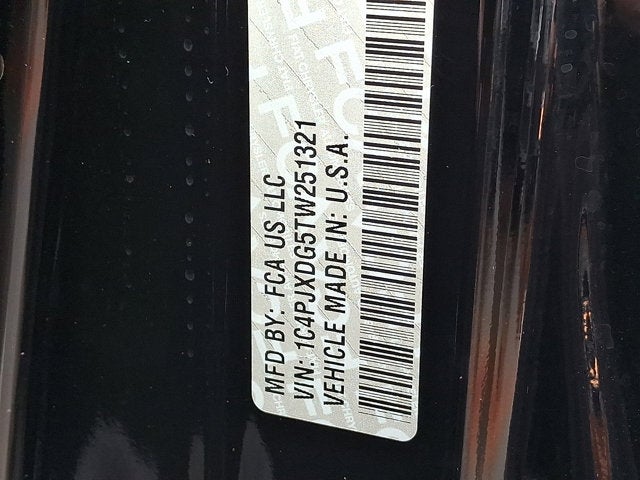 MFD BY: FCA US LLC
VIN: 1C4PJXDG5TW251321
VEHICLE MADE IN: U.S.A.